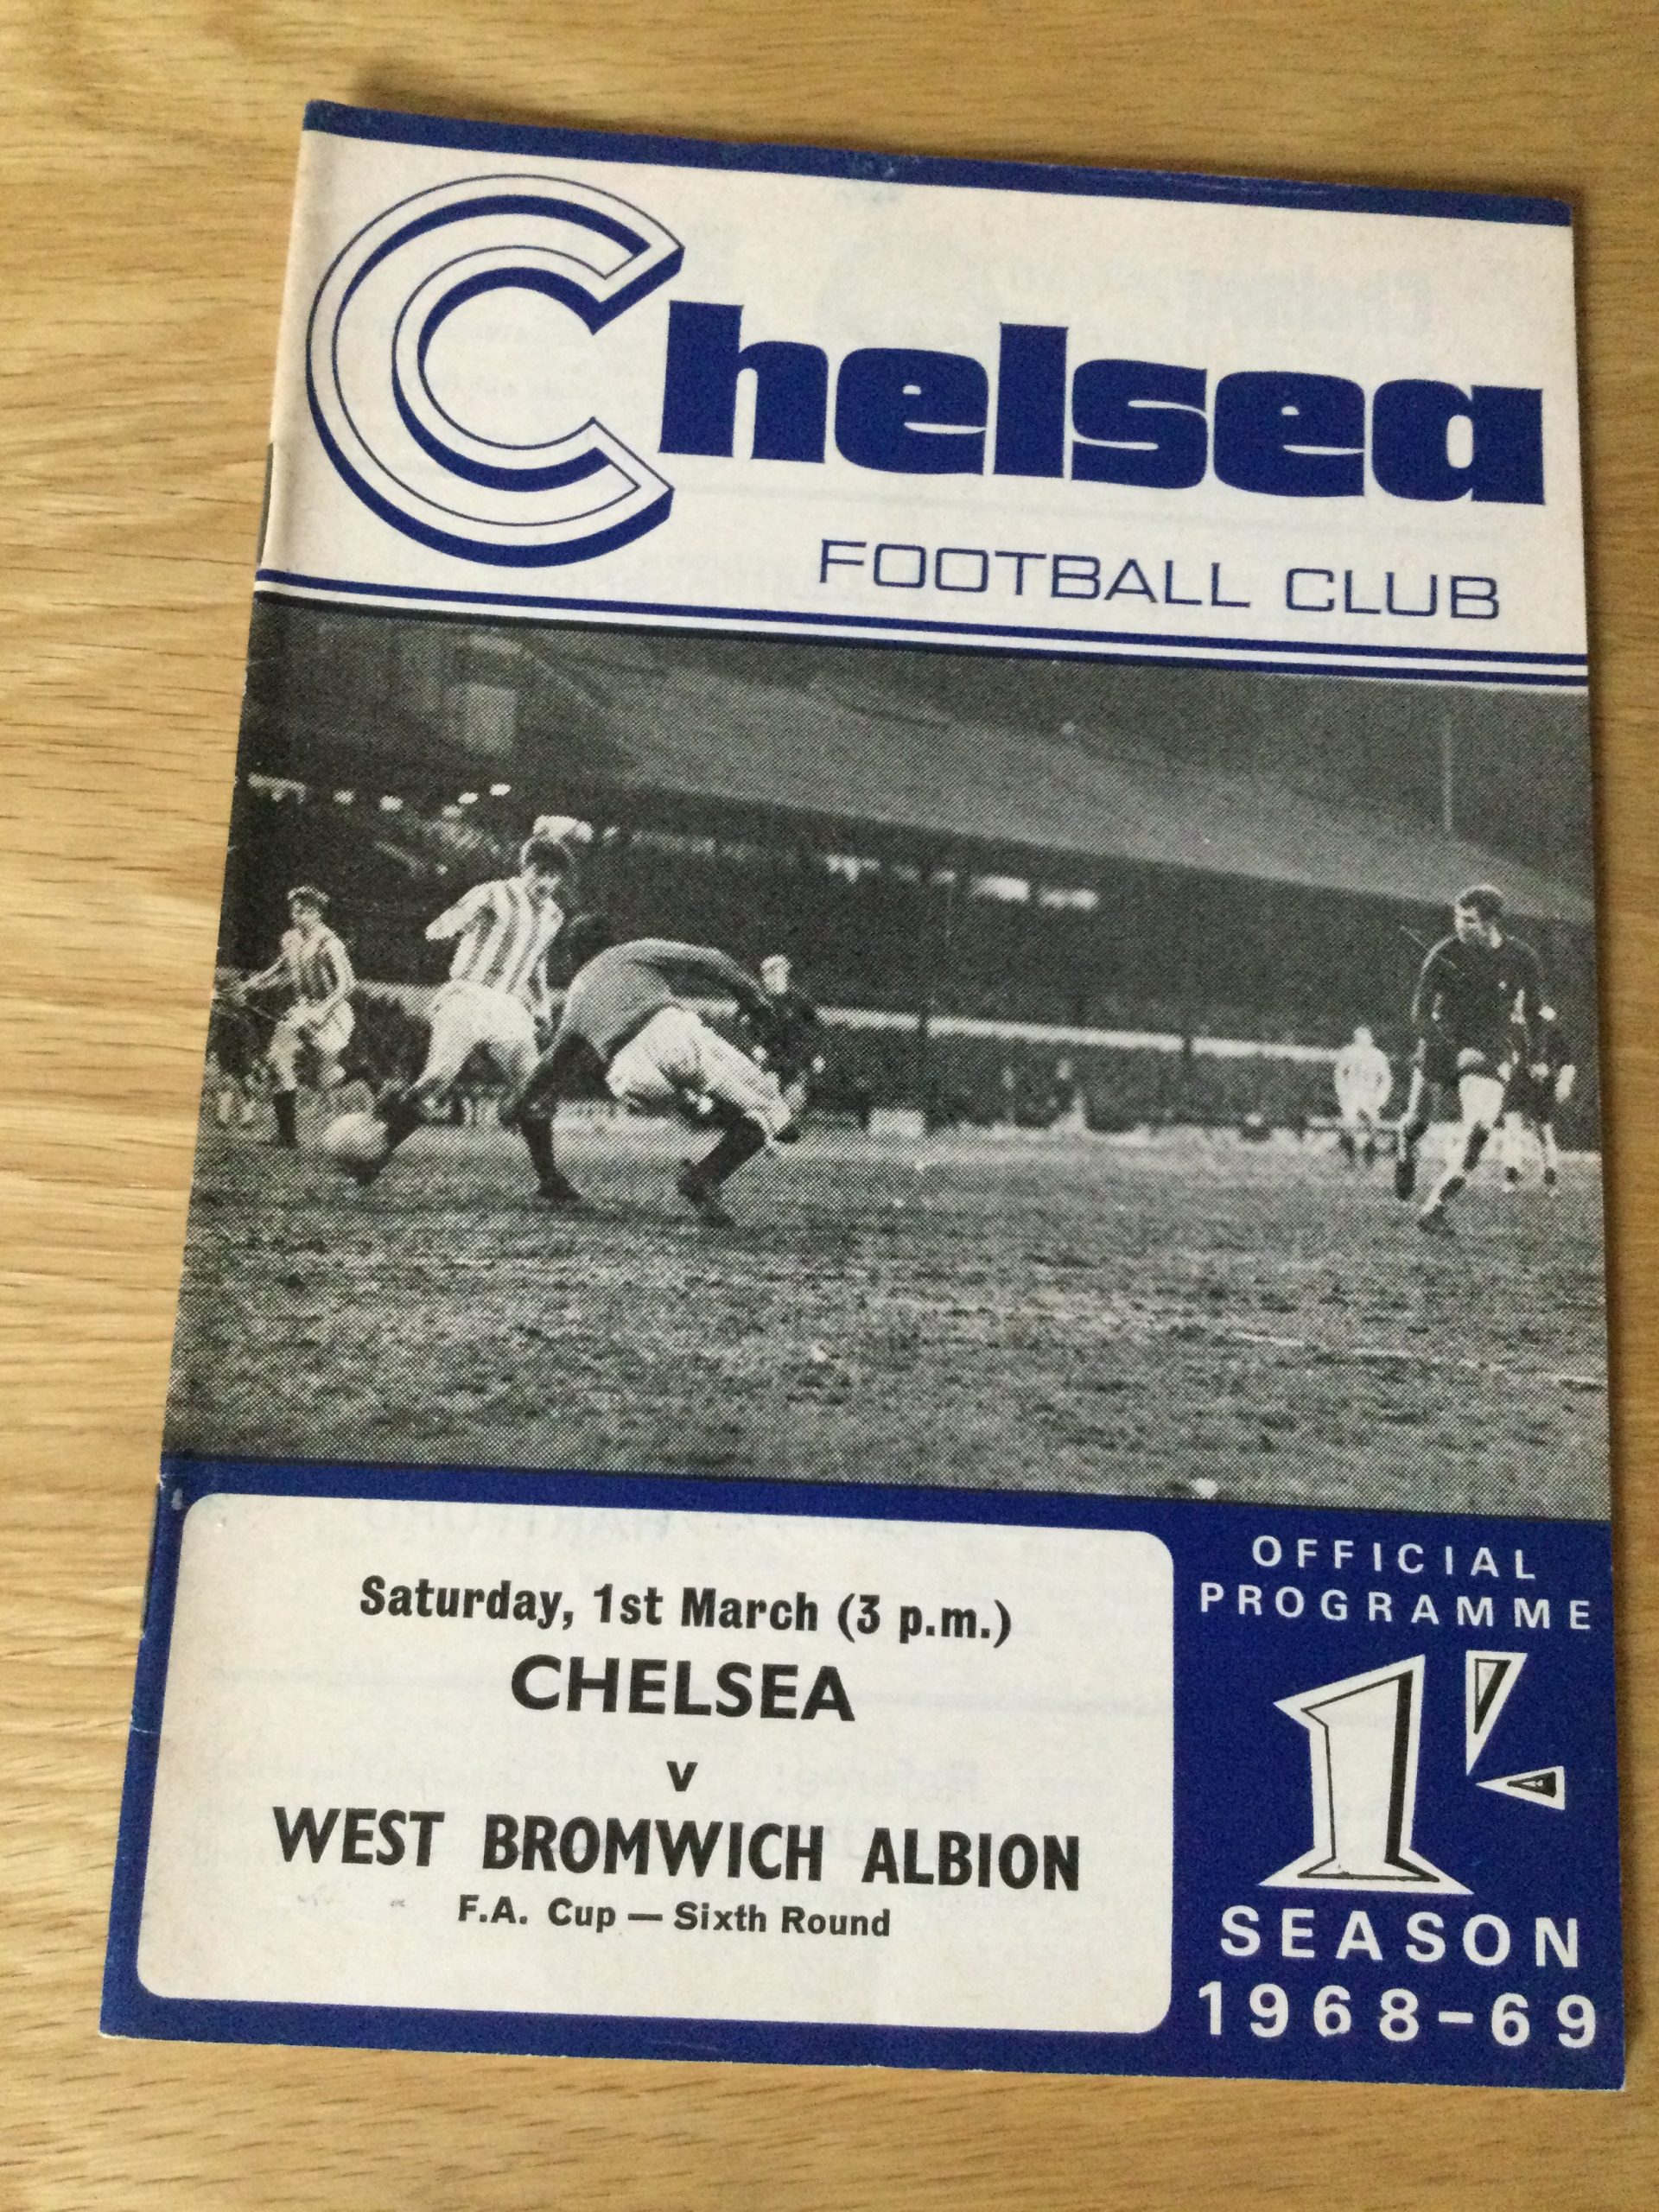 Chelsea
FOOTBALL CLUB
Saturday, 1st March (3 p.m.)
CHELSEA
v
WEST BROMWICH ALBION
F.A. Cup — Sixth Round
OFFICIAL
PROGRAMME
1/-
SEASON
1968-69